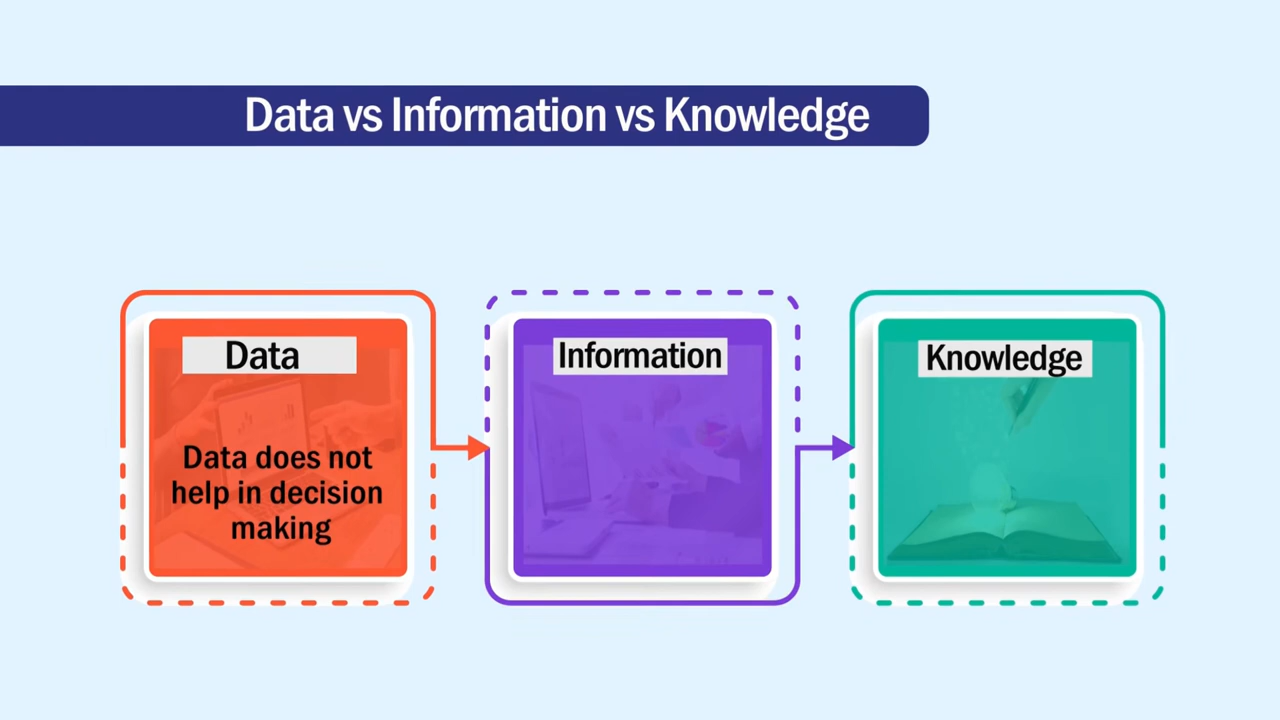 Data vs Information vs Knowledge
Data
Data does not
help in decision
making
Information
Knowledge